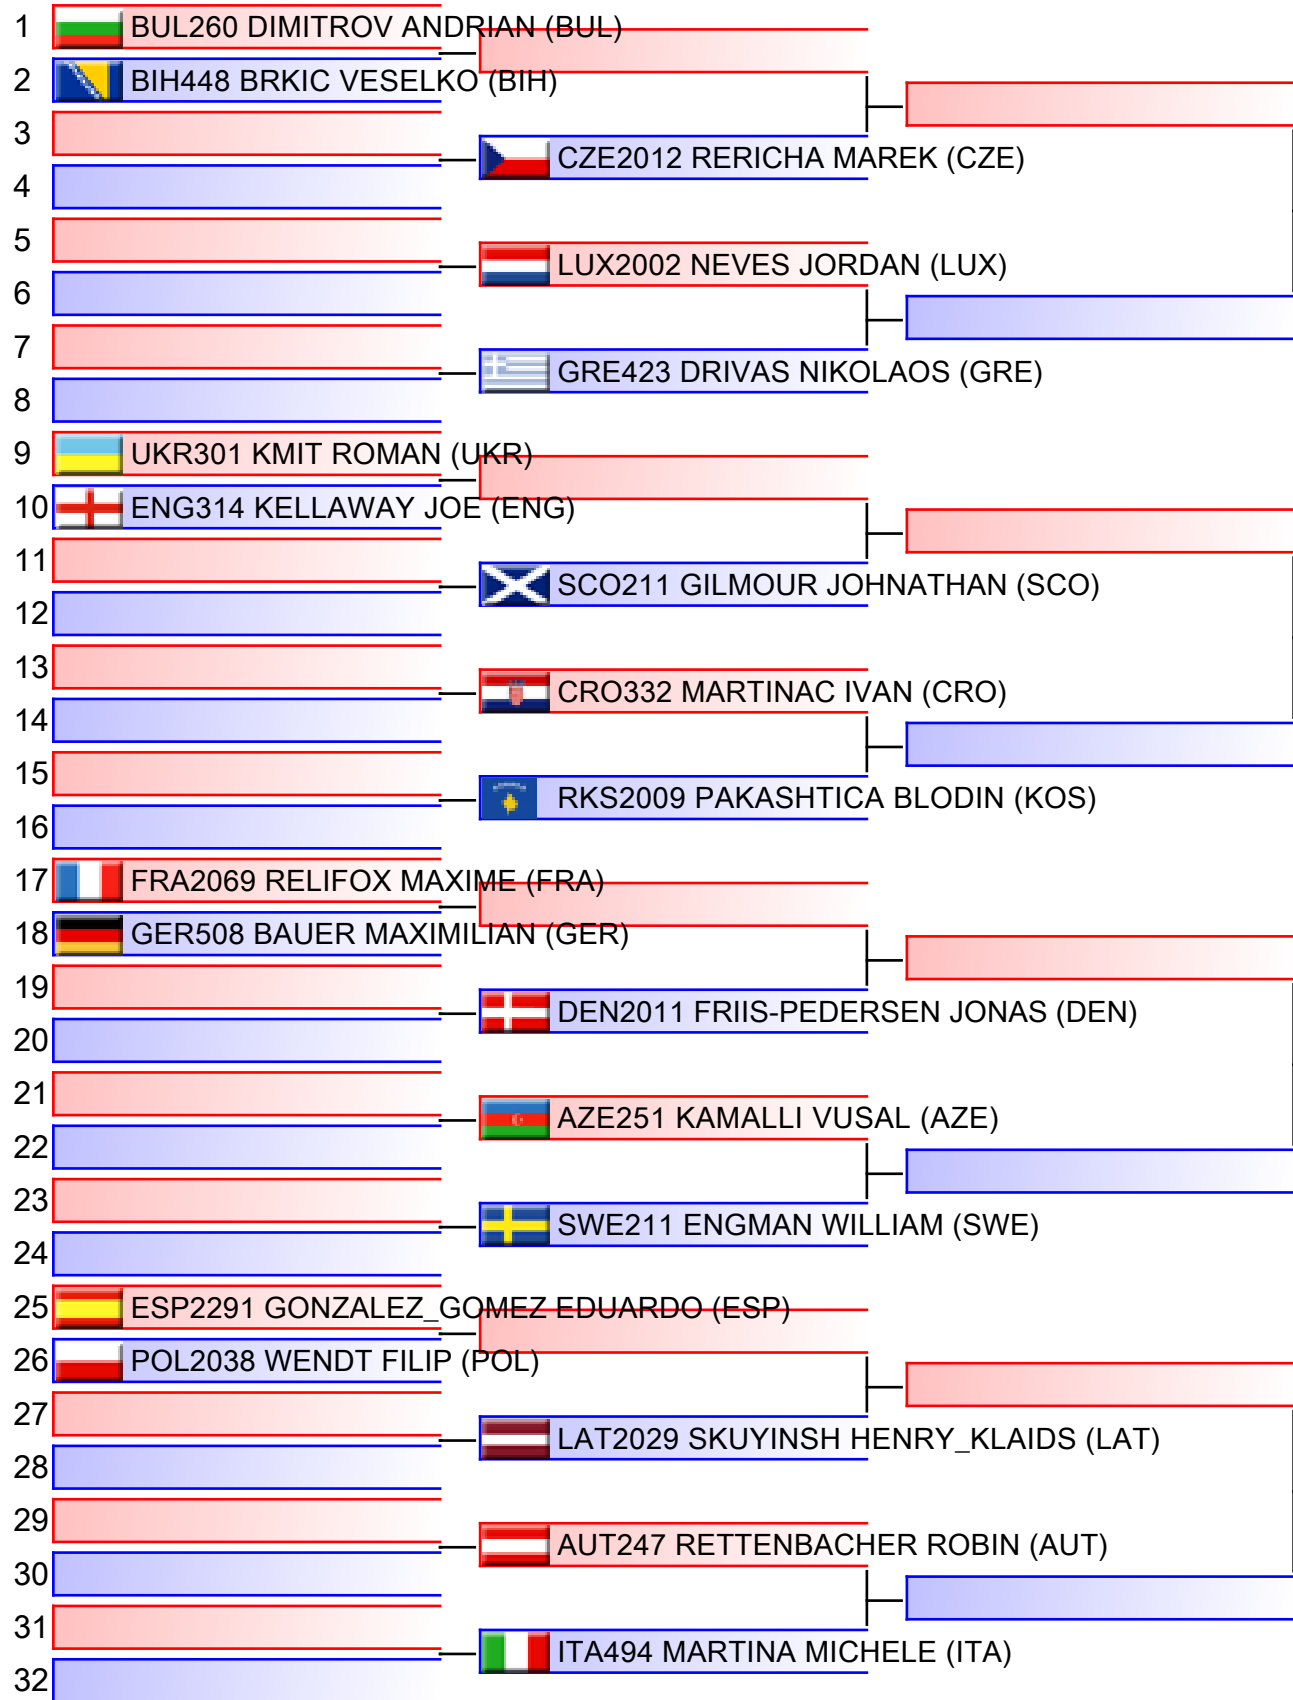 1 BUL260 DIMITROV ANDRIAN (BUL)
2 BIH448 BRKIC VESELKO (BIH)
3
CZE2012 RERICHA MAREK (CZE)
4
5
LUX2002 NEVES JORDAN (LUX)
6
7
GRE423 DRIVAS NIKOLAOS (GRE)
8
9 UKR301 KMIT ROMAN (UKR)
10 ENG314 KELLAWAY JOE (ENG)
11
SCO211 GILMOUR JOHNATHAN (SCO)
12
13
CRO332 MARTINAC IVAN (CRO)
14
15
RKS2009 PAKASHTICA BLODIN (KOS)
16
17 FRA2069 RELIFOX MAXIME (FRA)
18 GER508 BAUER MAXIMILIAN (GER)
19
DEN2011 FRIIS-PEDERSEN JONAS (DEN)
20
21
AZE251 KAMALLI VUSAL (AZE)
22
23
SWE211 ENGMAN WILLIAM (SWE)
24
25 ESP2291 GONZALEZ_GOMEZ EDUARDO (ESP)
26 POL2038 WENDT FILIP (POL)
27
LAT2029 SKUYINSH HENRY_KLAIDS (LAT)
28
29
AUT247 RETTENBACHER ROBIN (AUT)
30
31
ITA494 MARTINA MICHELE (ITA)
32